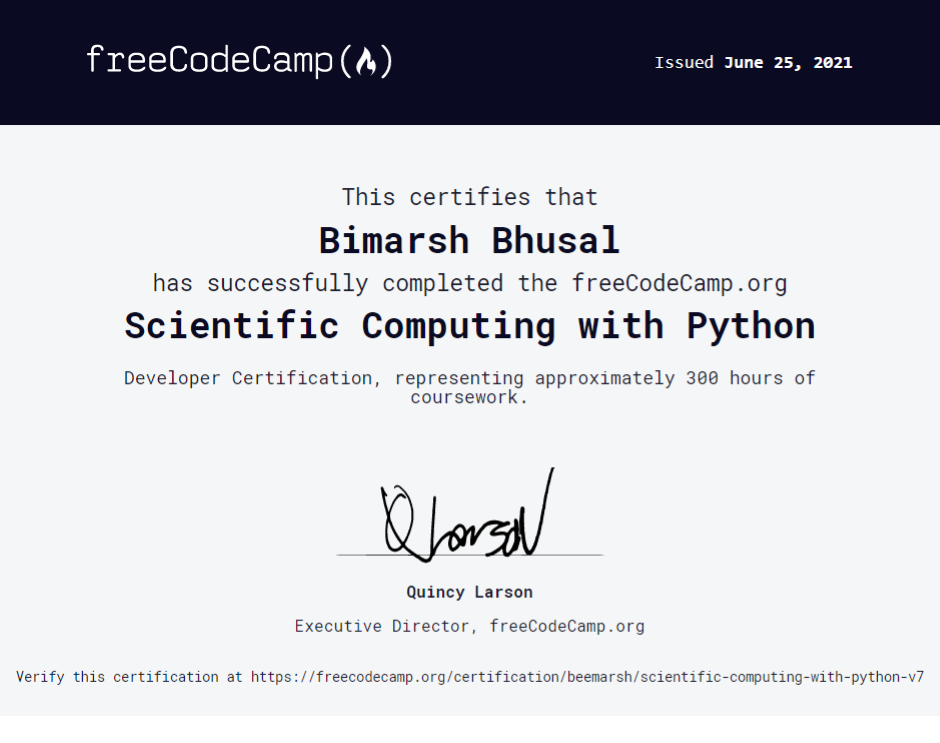 freeCodeCamp(🔥)
Issued June 25, 2021
This certifies that
Bimarsh Bhusal
has successfully completed the freeCodeCamp.org
Scientific Computing with Python
Developer Certification, representing approximately 300 hours of
coursework.
Q Larson
Quincy Larson
Executive Director, freeCodeCamp.org
Verify this certification at https://freecodecamp.org/certification/beemarsh/scientific-computing-with-python-v7